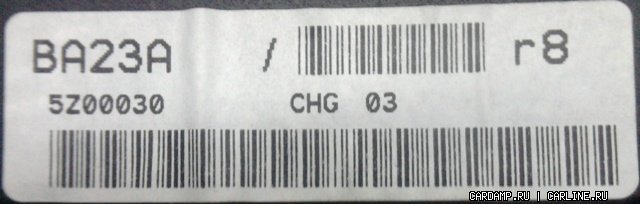 BA23A / r8
5Z00030 CHG 03
CARDAMP.RU | CARLINE.RU